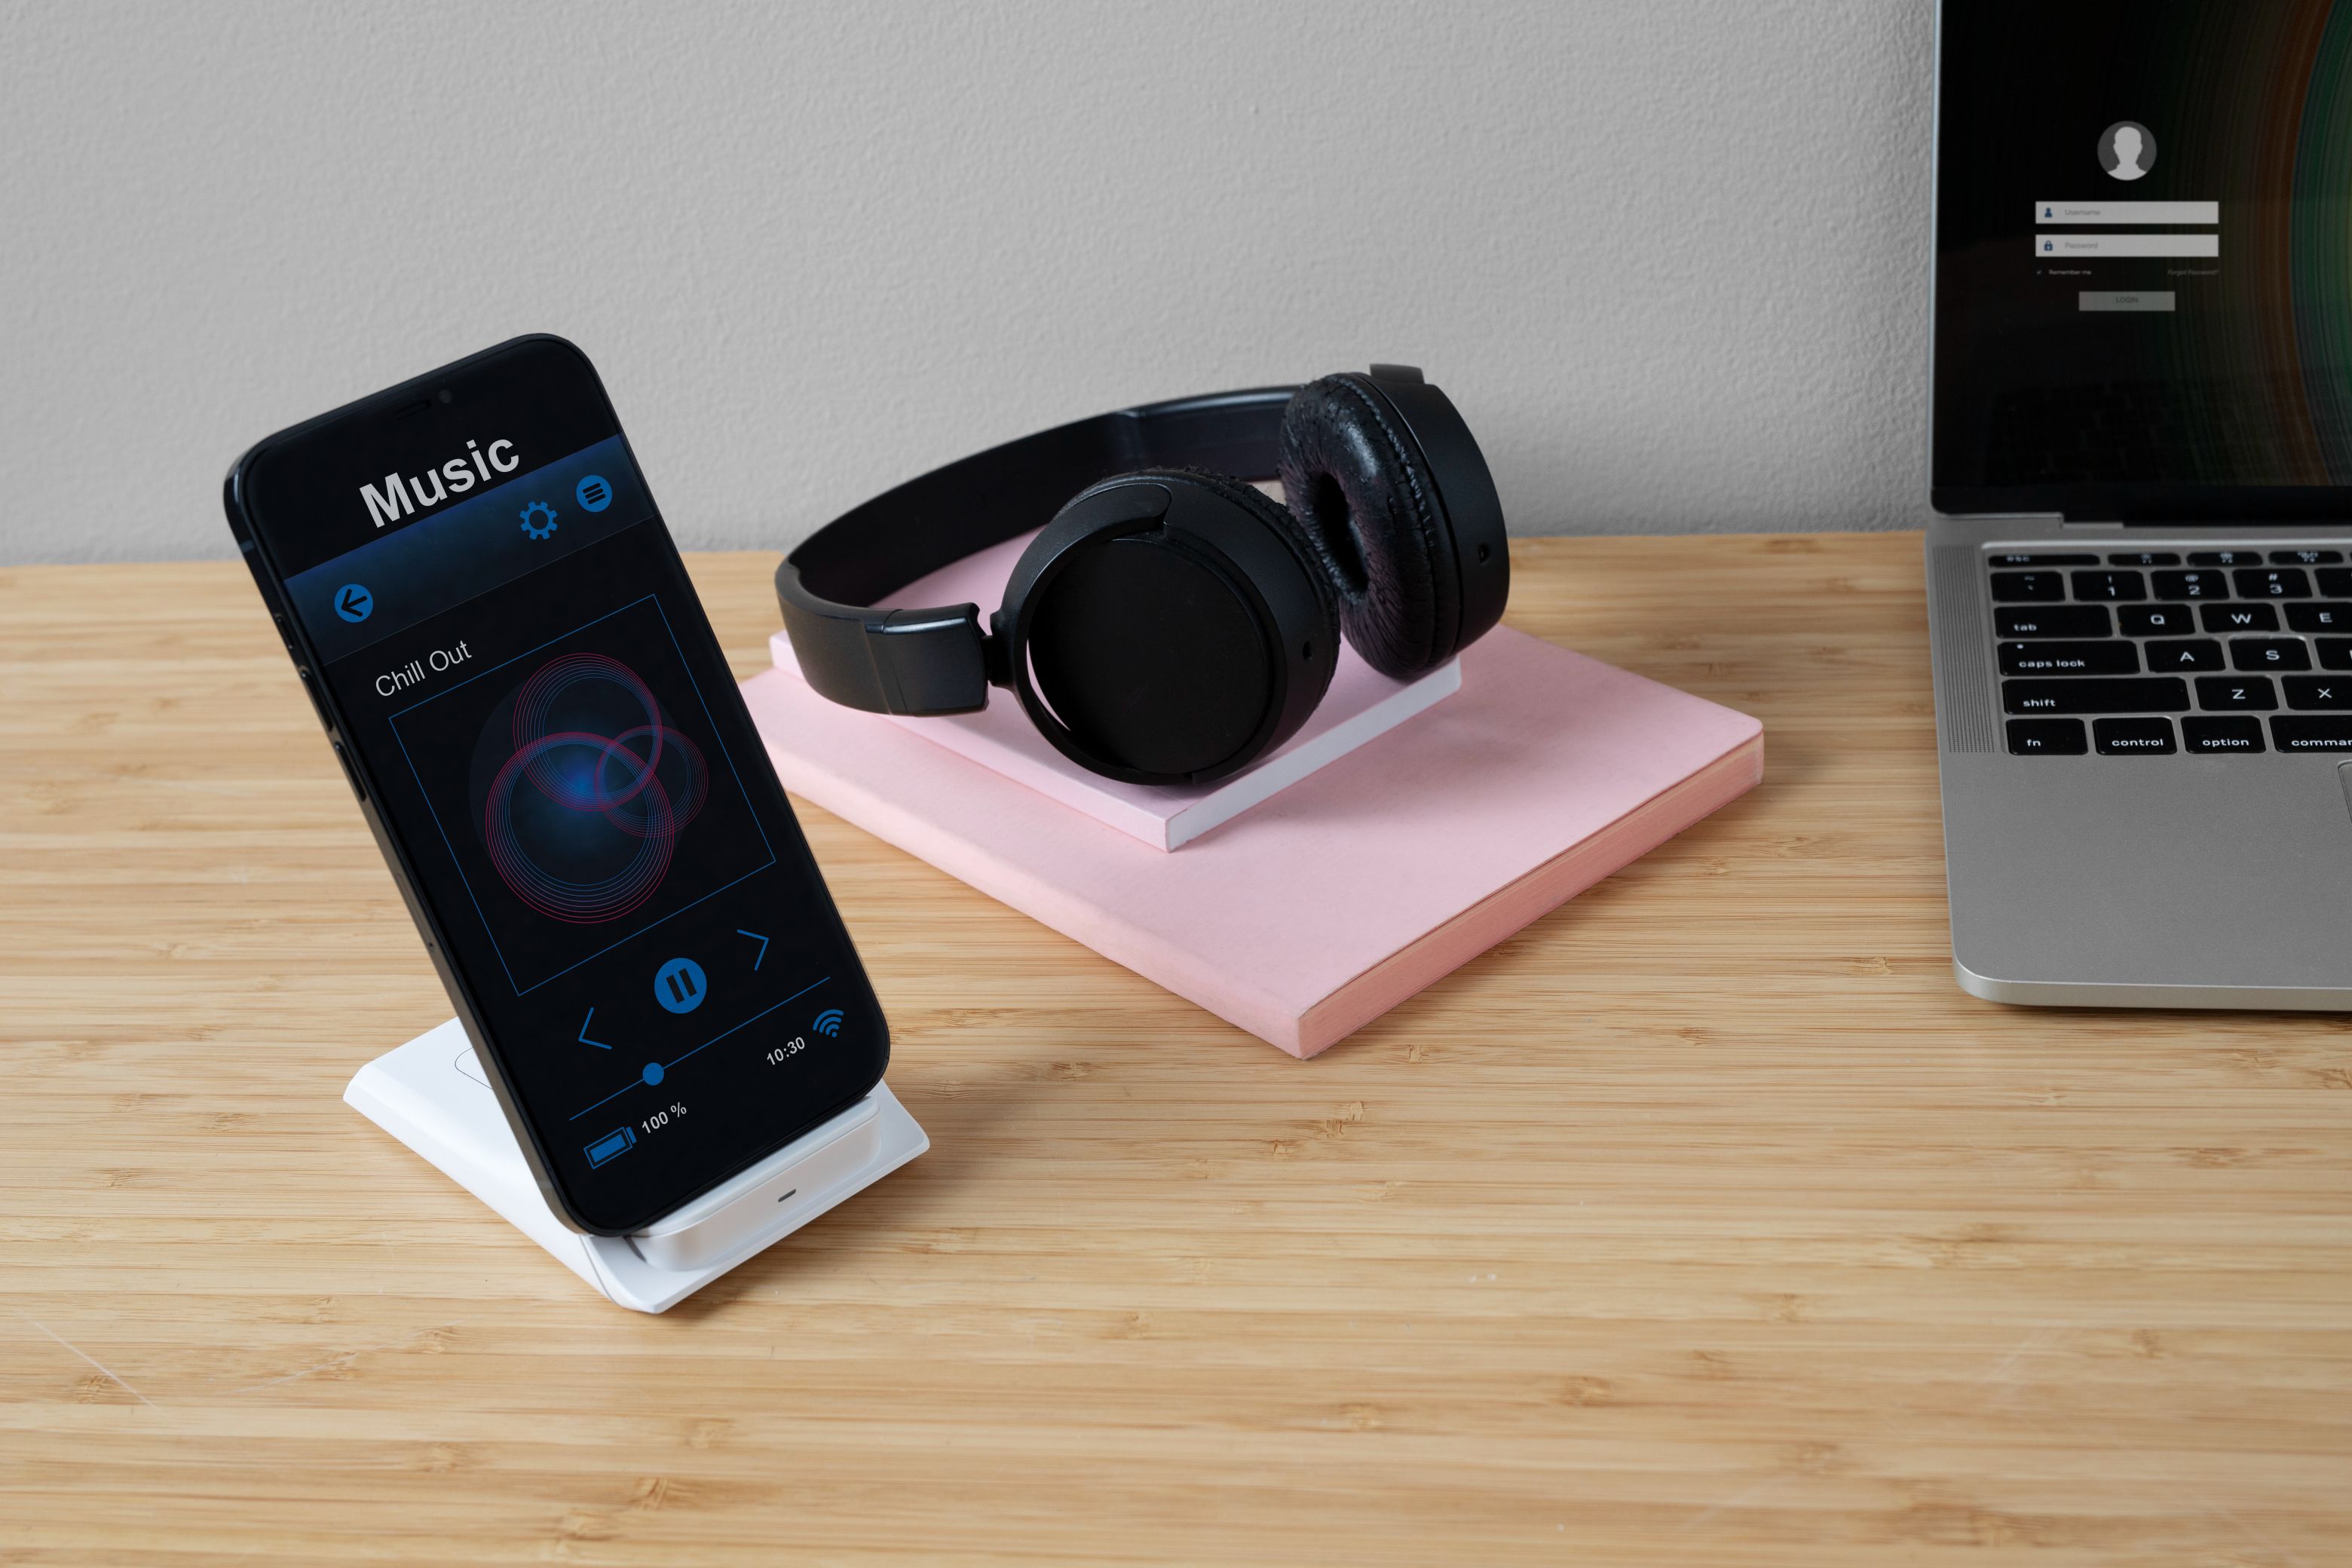 Music
Chill Out
10:30
100 %
Username
Password
Remember me
Forgot Password?
LOGIN
esc
~ ! @ #
` 1 2 3
tab Q W E
caps lock A S
shift Z X
fn control option comman